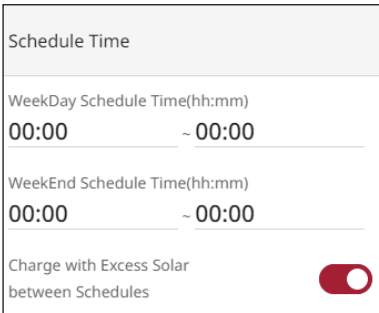 Schedule Time
WeekDay Schedule Time(hh:mm)
00:00 ~ 00:00
WeekEnd Schedule Time(hh:mm)
00:00 ~ 00:00
Charge with Excess Solar
between Schedules